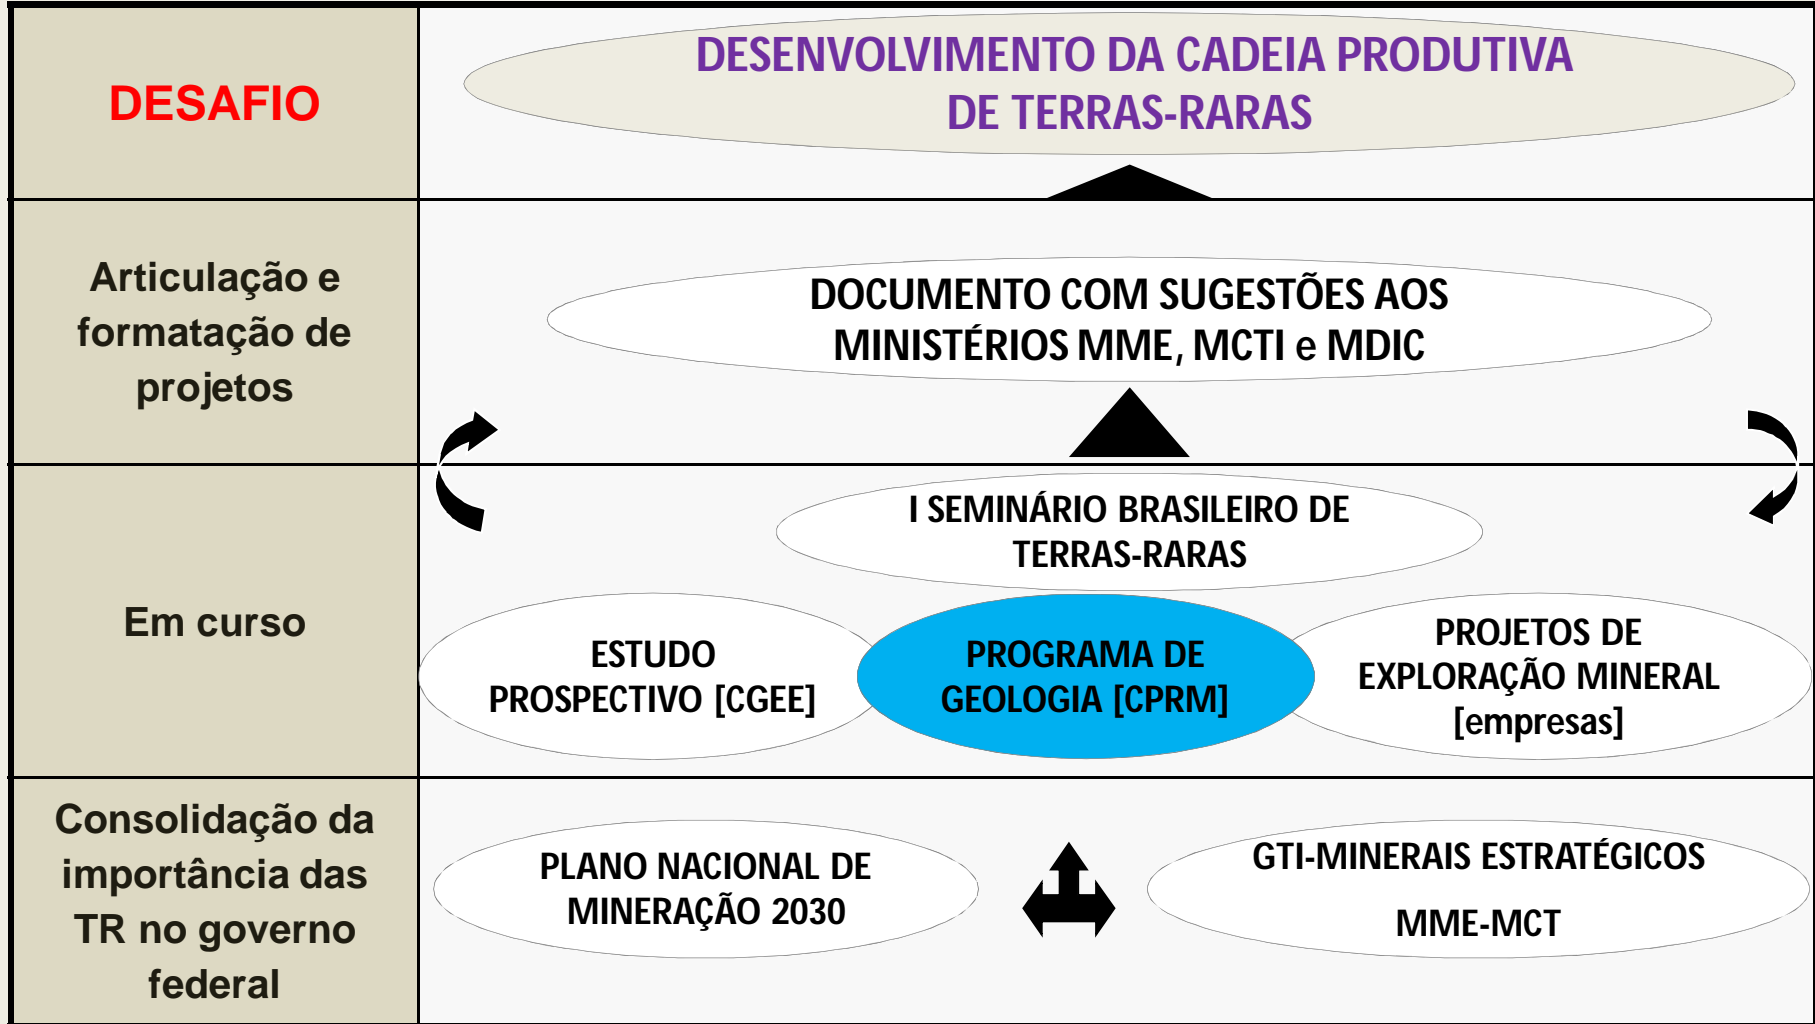 DESAFIO
DESENVOLVIMENTO DA CADEIA PRODUTIVA
DE TERRAS-RARAS
Articulação e
formatação de
projetos
DOCUMENTO COM SUGESTÕES AOS
MINISTÉRIOS MME, MCTI e MDIC
Em curso
I SEMINÁRIO BRASILEIRO DE
TERRAS-RARAS
ESTUDO
PROSPECTIVO [CGEE]
PROGRAMA DE
GEOLOGIA [CPRM]
PROJETOS DE
EXPLORAÇÃO MINERAL
[empresas]
Consolidação da
importância das
TR no governo
federal
PLANO NACIONAL DE
MINERAÇÃO 2030
GTI-MINERAIS ESTRATÉGICOS
MME-MCT